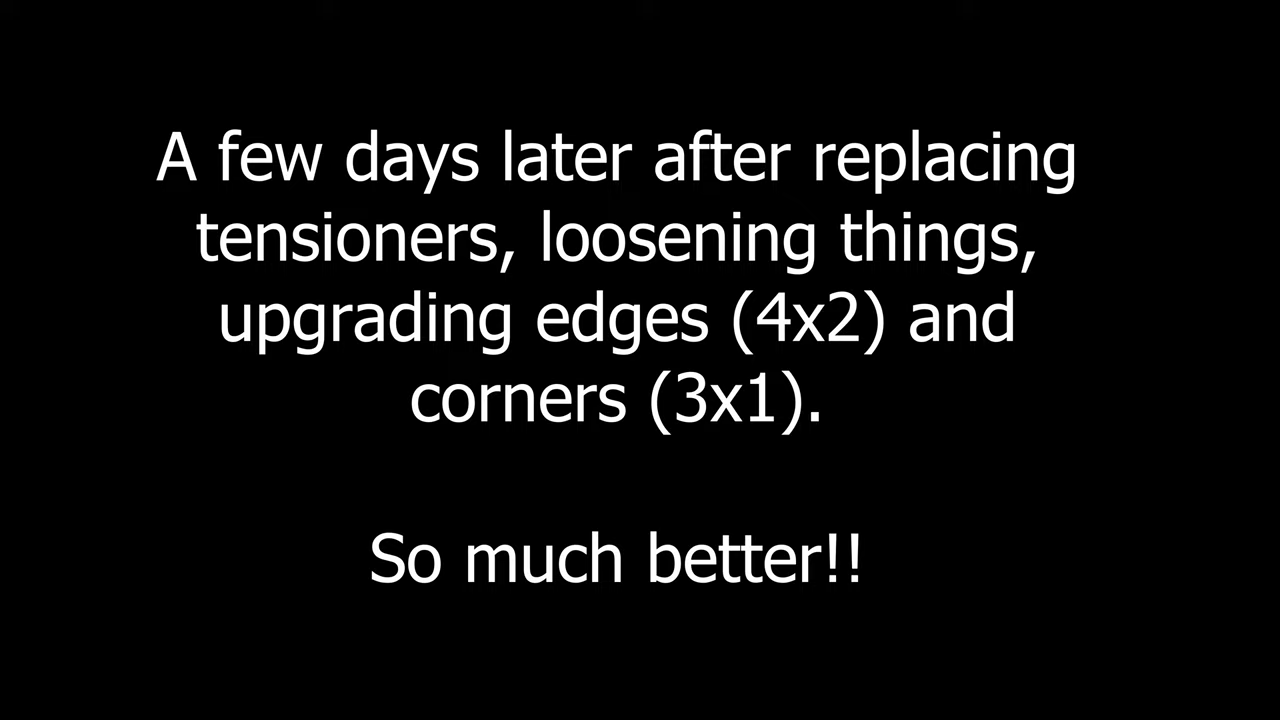 A few days later after replacing
tensioners, loosening things,
upgrading edges (4x2) and
corners (3x1).
So much better!!